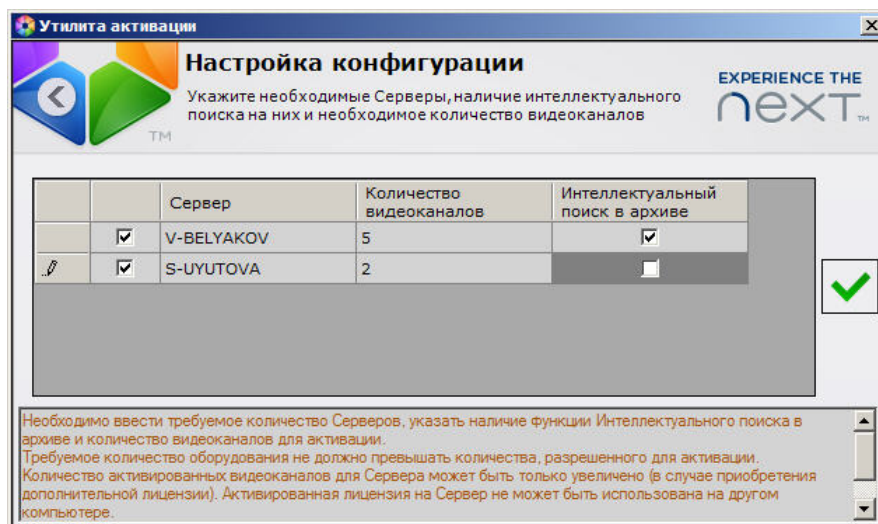 Утилита активации
Настройка конфигурации
Укажите необходимые Серверы, наличие интеллектуального
поиска на них и необходимое количество видеоканалов
EXPERIENCE THE
next TM
TM
Сервер
Количество
видеоканалов
Интеллектуальный
поиск в архиве
V-BELYAKOV 5
S-UYUTOVA 2
Необходимо ввести требуемое количество Серверов, указать наличие функции Интеллектуального поиска в
архиве и количество видеоканалов для активации.
Требуемое количество оборудования не должно превышать количества, разрешенного для активации.
Количество активированных видеоканалов для Сервера может быть только увеличено (в случае приобретения
дополнительной лицензии). Активированная лицензия на Сервер не может быть использована на другом
компьютере.